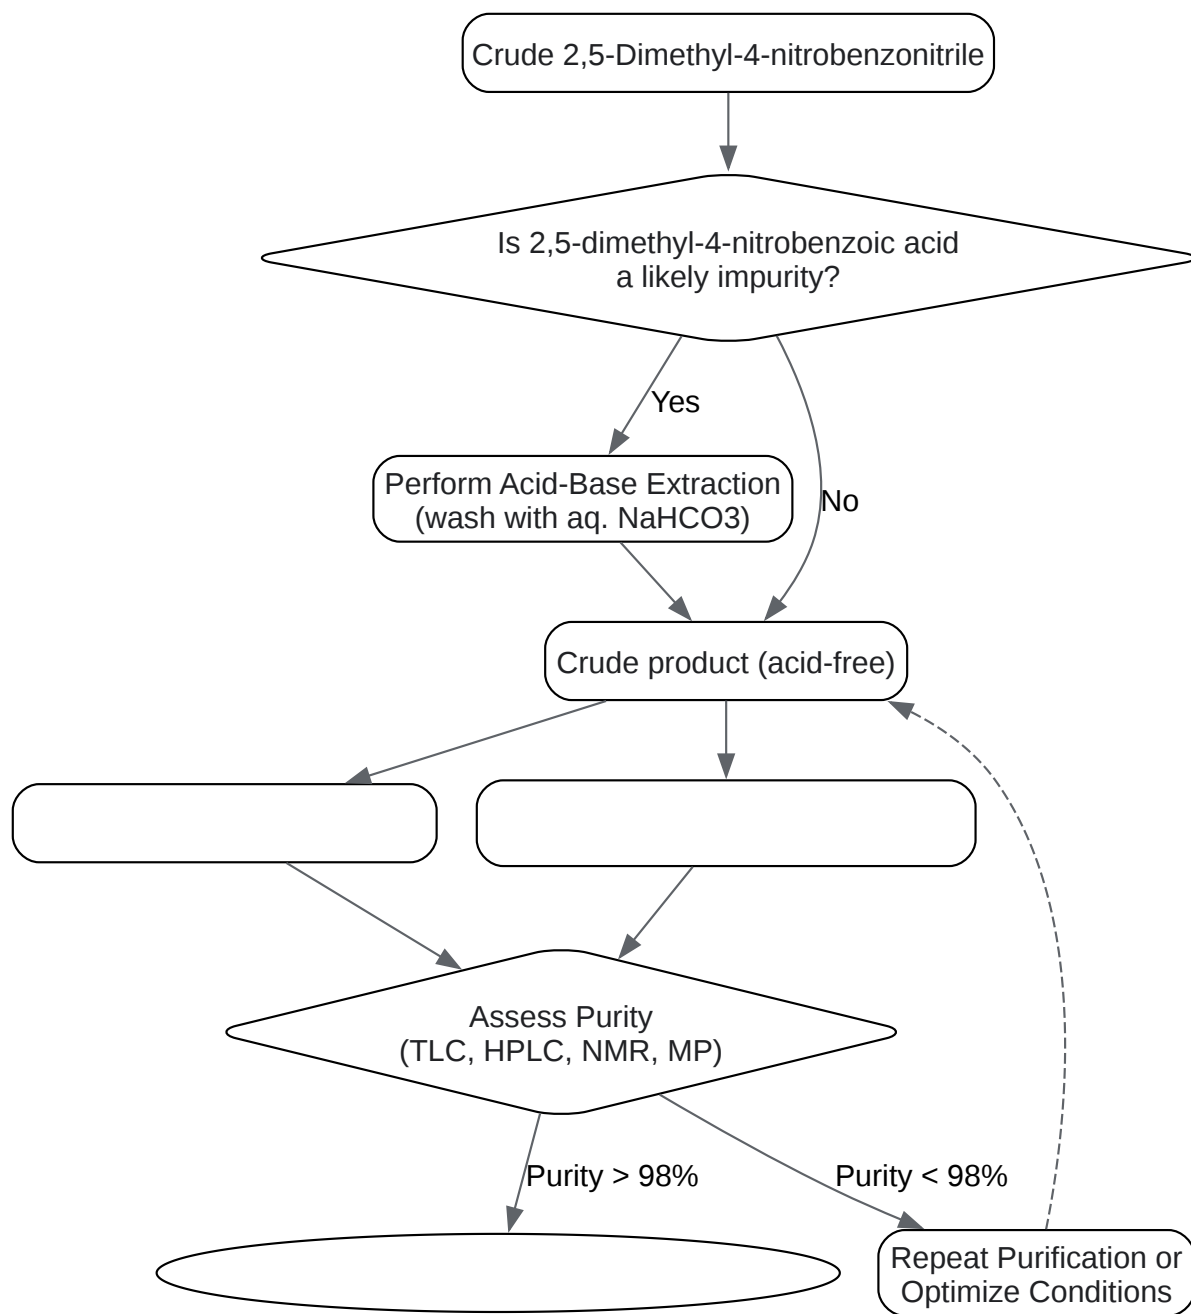 Crude 2,5-Dimethyl-4-nitrobenzonitrile
Is 2,5-dimethyl-4-nitrobenzoic acid
a likely impurity?
Yes
Perform Acid-Base Extraction
(wash with aq. NaHCO3)
No
Crude product (acid-free)
Assess Purity
(TLC, HPLC, NMR, MP)
Purity > 98%
Purity < 98%
Repeat Purification or
Optimize Conditions